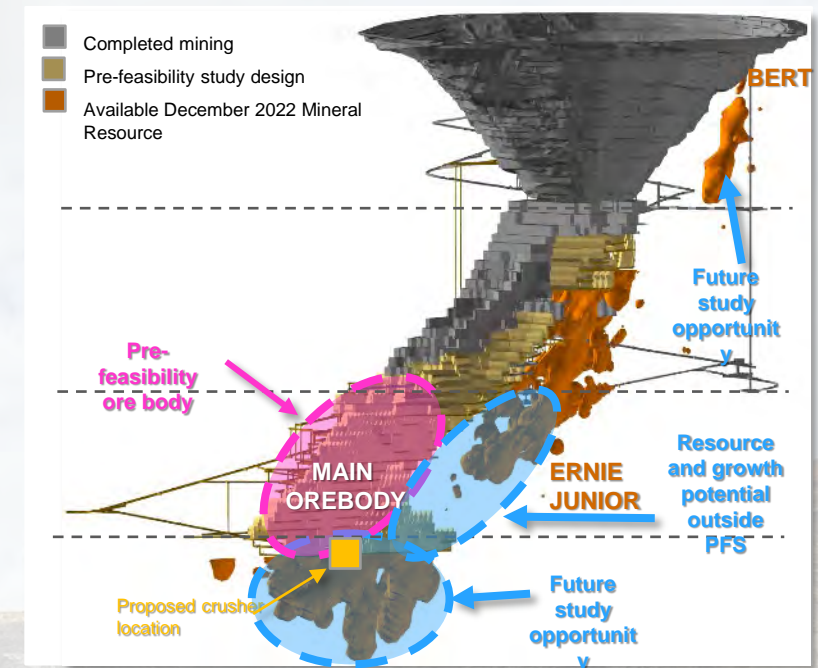 Completed mining
Pre-feasibility study design
Available December 2022 Mineral
Resource
BERT
Future
study
opportunit
y
Pre-
feasibility
ore body
MAIN
OREBODY
ERNIE
JUNIOR
Resource
and growth
potential
outside
PFS
Proposed crusher
location
Future
study
opportunit
y